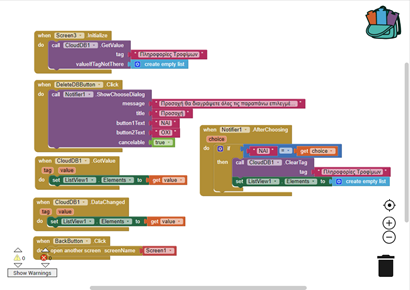 when Screen3 .Initialize
do call CloudDB1 .GetValue
tag " Πληροφορίες Τροφίμων "
valueIfTagNotThere create empty list
when DeleteDBButton .Click
do call Notifier1 .ShowChooseDialog
message " Προσοχή θα διαγράψετε όλες τις παραπάνω επιλεγμέ... "
title " Προσοχή "
button1Text " ΝΑΙ "
button2Text " ΟΧΙ "
cancelable true
when Notifier1 .AfterChoosing
choice
do if " ΝΑΙ " = get choice
then call CloudDB1 .ClearTag
tag " Πληροφορίες Τροφίμων "
set ListView1 . Elements to create empty list
when CloudDB1 .GotValue
tag value
do set ListView1 . Elements to get value
when CloudDB1 .DataChanged
tag value
do set ListView1 . Elements to get value
when BackButton .Click
do open another screen screenName Screen1
0 0
Show Warnings